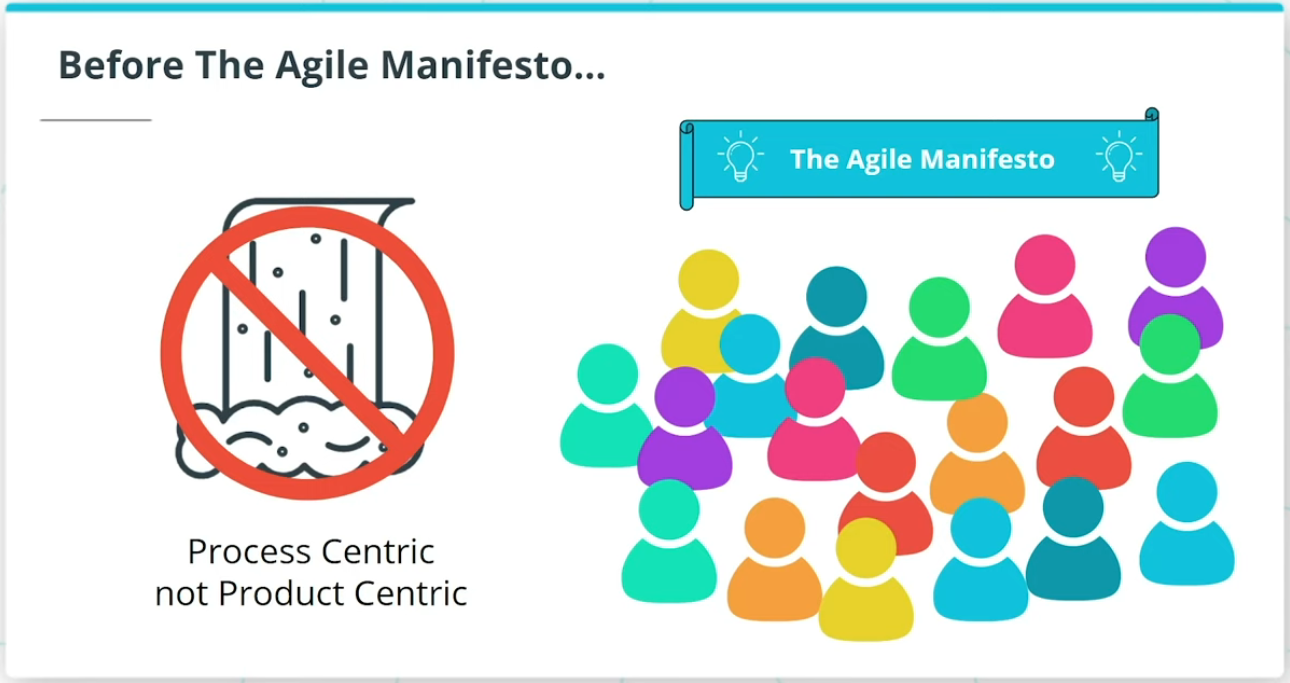 Before The Agile Manifesto...
The Agile Manifesto
Process Centric
not Product Centric